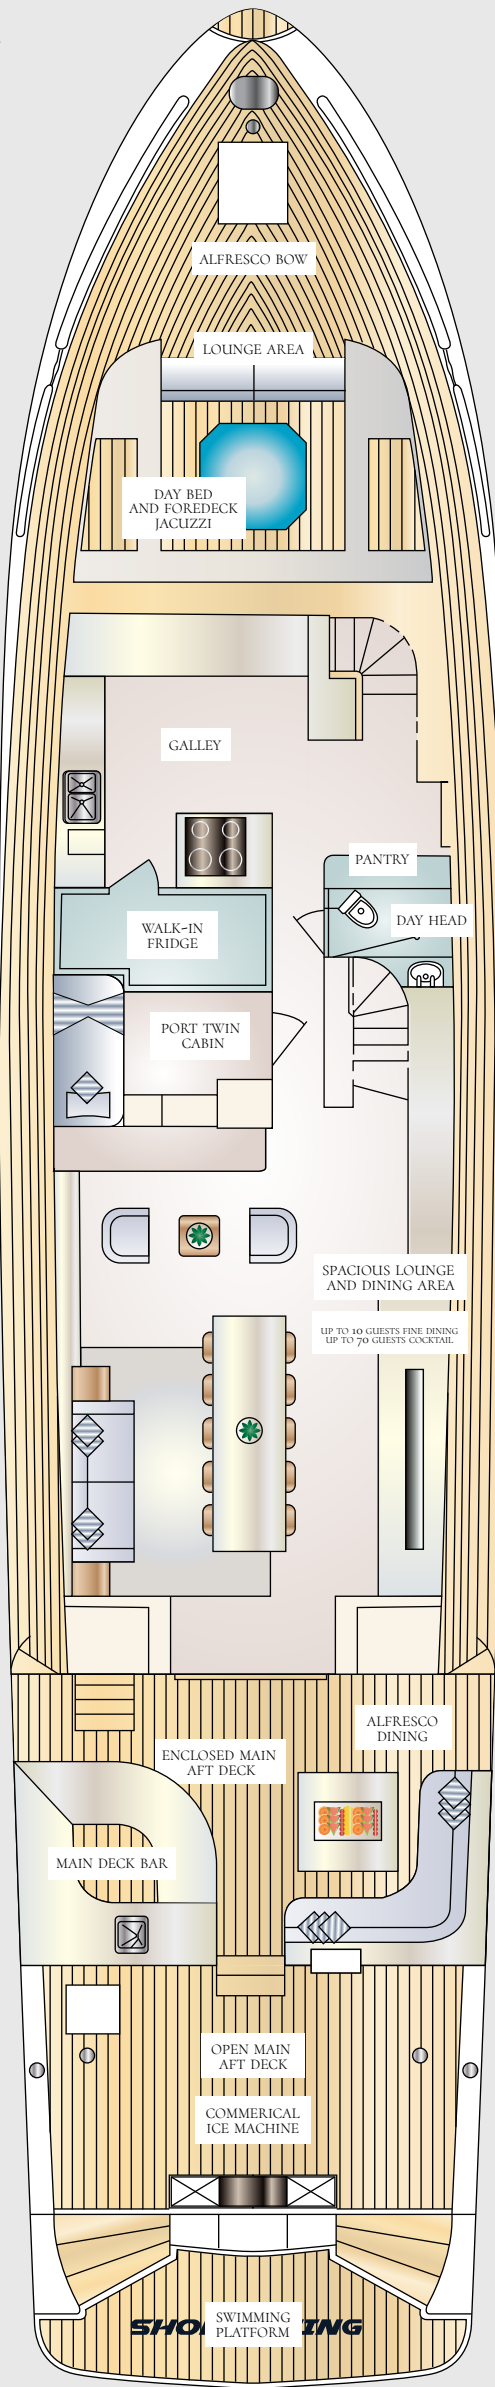 ALFRESCO BOW
LOUNGE AREA
DAY BED
AND FOREDECK
JACUZZI
GALLEY
PANTRY
DAY HEAD
WALK-IN
FRIDGE
PORT TWIN
CABIN
SPACIOUS LOUNGE
AND DINING AREA
UP TO 10 GUESTS FINE DINING
UP TO 70 GUESTS COCKTAIL
ALFRESCO
DINING
ENCLOSED MAIN
AFT DECK
MAIN DECK BAR
OPEN MAIN
AFT DECK
COMMERICAL
ICE MACHINE
SWIMMING
PLATFORM